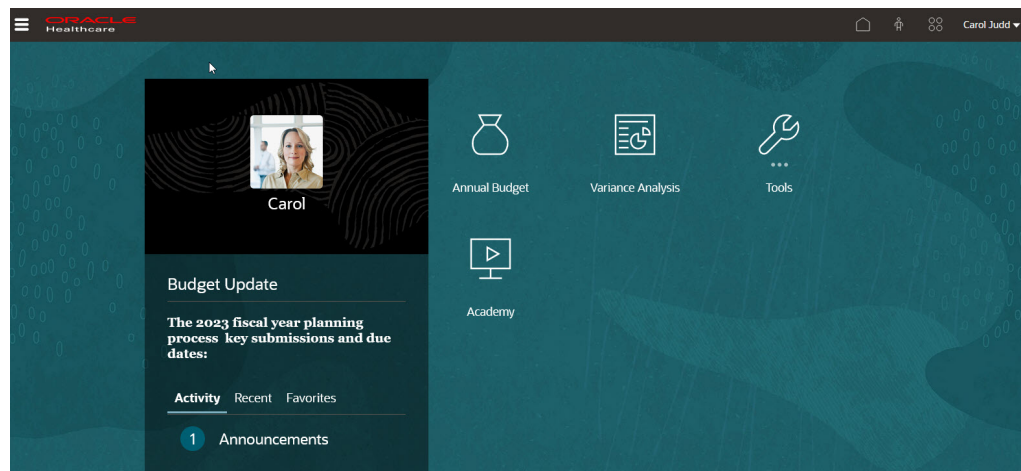 ORACLE
Healthcare
Carol Judd
Carol
Budget Update
The 2023 fiscal year planning
process key submissions and due
dates:
Activity Recent Favorites
1 Announcements
Annual Budget Variance Analysis Tools
Academy